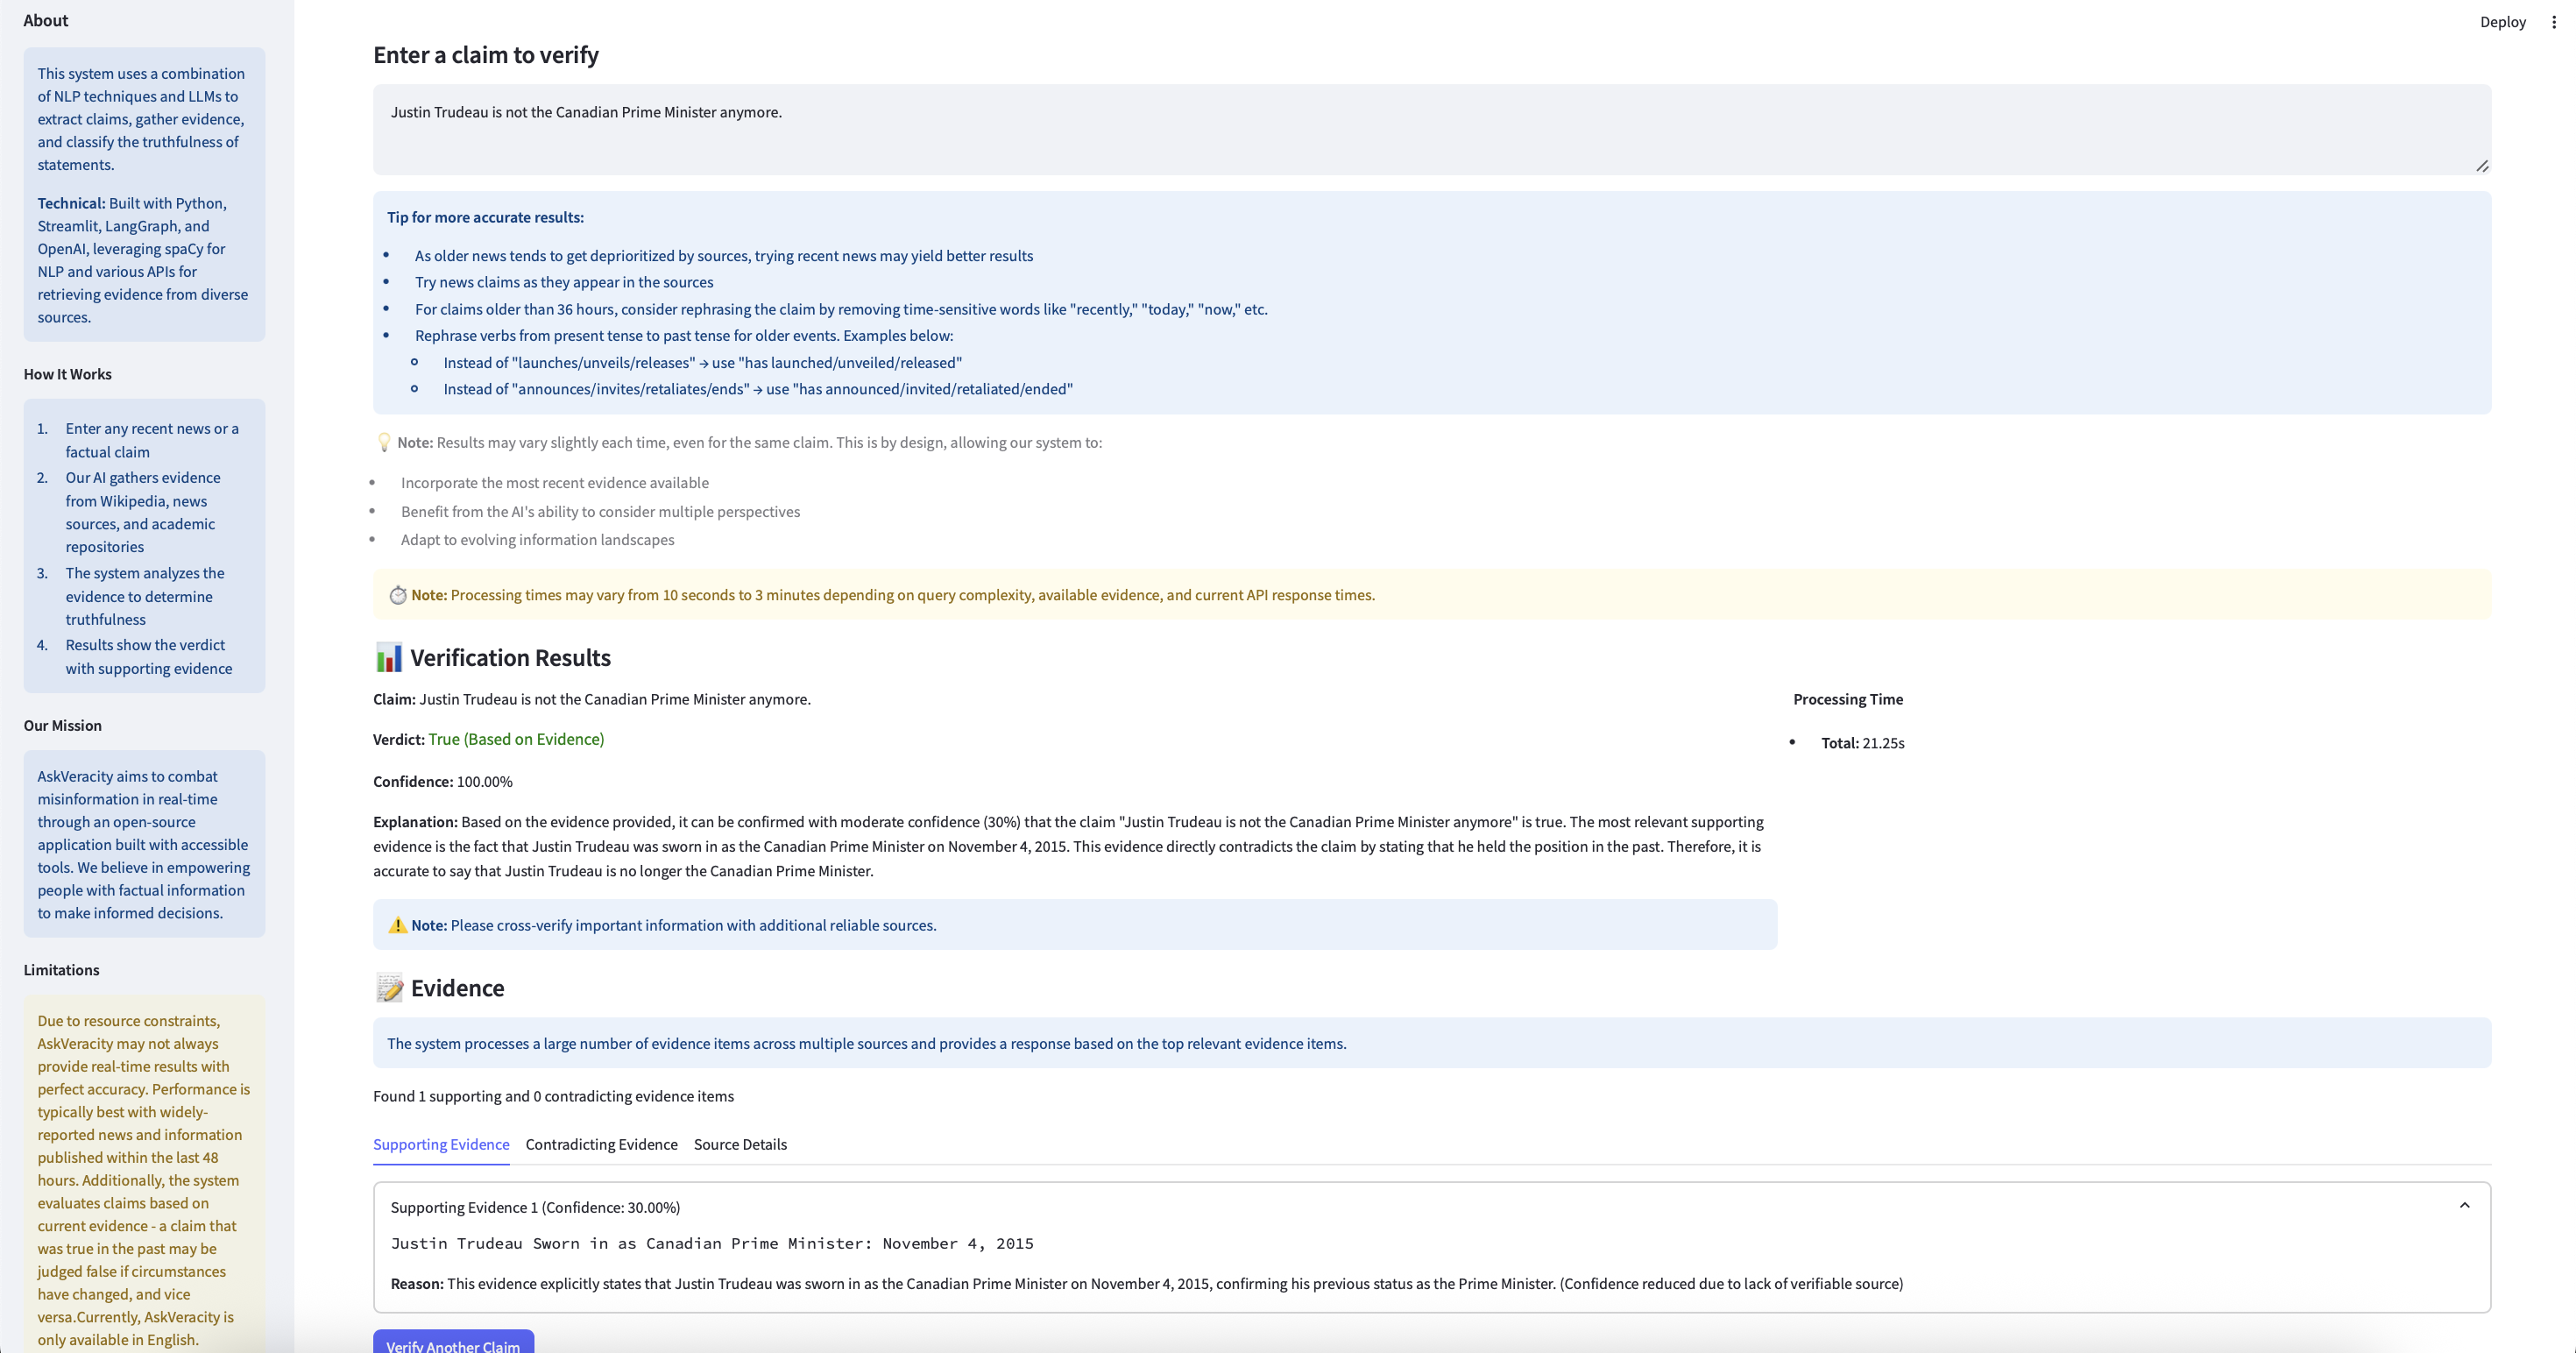 About
This system uses a combination
of NLP techniques and LLMs to
extract claims, gather evidence,
and classify the truthfulness of
statements.
Technical: Built with Python,
Streamlit, LangGraph, and
OpenAI, leveraging spaCy for
NLP and various APIs for
retrieving evidence from diverse
sources.
How It Works
1. Enter any recent news or a
factual claim
2. Our AI gathers evidence
from Wikipedia, news
sources, and academic
repositories
3. The system analyzes the
evidence to determine
truthfulness
4. Results show the verdict
with supporting evidence
Our Mission
AskVeracity aims to combat
misinformation in real-time
through an open-source
application built with accessible
tools. We believe in empowering
people with factual information
to make informed decisions.
Limitations
Due to resource constraints,
AskVeracity may not always
provide real-time results with
perfect accuracy. Performance is
typically best with widely-
reported news and information
published within the last 48
hours. Additionally, the system
evaluates claims based on
current evidence - a claim that
was true in the past may be
judged false if circumstances
have changed, and vice
versa.Currently, AskVeracity is
only available in English.
Deploy
Enter a claim to verify
Justin Trudeau is not the Canadian Prime Minister anymore.
Tip for more accurate results:
• As older news tends to get deprioritized by sources, trying recent news may yield better results
• Try news claims as they appear in the sources
• For claims older than 36 hours, consider rephrasing the claim by removing time-sensitive words like "recently," "today," "now," etc.
• Rephrase verbs from present tense to past tense for older events. Examples below:
Instead of "launches/unveils/releases" → use "has launched/unveiled/released"
Instead of "announces/invites/retaliates/ends" → use "has announced/invited/retaliated/ended"
💡 Note: Results may vary slightly each time, even for the same claim. This is by design, allowing our system to:
• Incorporate the most recent evidence available
• Benefit from the AI's ability to consider multiple perspectives
• Adapt to evolving information landscapes
⏱️ Note: Processing times may vary from 10 seconds to 3 minutes depending on query complexity, available evidence, and current API response times.
📊 Verification Results
Claim: Justin Trudeau is not the Canadian Prime Minister anymore.
Verdict: True (Based on Evidence)
Confidence: 100.00%
Explanation: Based on the evidence provided, it can be confirmed with moderate confidence (30%) that the claim "Justin Trudeau is not the Canadian Prime Minister anymore" is true. The most relevant supporting
evidence is the fact that Justin Trudeau was sworn in as the Canadian Prime Minister on November 4, 2015. This evidence directly contradicts the claim by stating that he held the position in the past. Therefore, it is
accurate to say that Justin Trudeau is no longer the Canadian Prime Minister.
Processing Time
• Total: 21.25s
⚠️ Note: Please cross-verify important information with additional reliable sources.
📝 Evidence
The system processes a large number of evidence items across multiple sources and provides a response based on the top relevant evidence items.
Found 1 supporting and 0 contradicting evidence items
Supporting Evidence Contradicting Evidence Source Details
Supporting Evidence 1 (Confidence: 30.00%)
Justin Trudeau Sworn in as Canadian Prime Minister: November 4, 2015
Reason: This evidence explicitly states that Justin Trudeau was sworn in as the Canadian Prime Minister on November 4, 2015, confirming his previous status as the Prime Minister. (Confidence reduced due to lack of verifiable source)
Verify Another Claim